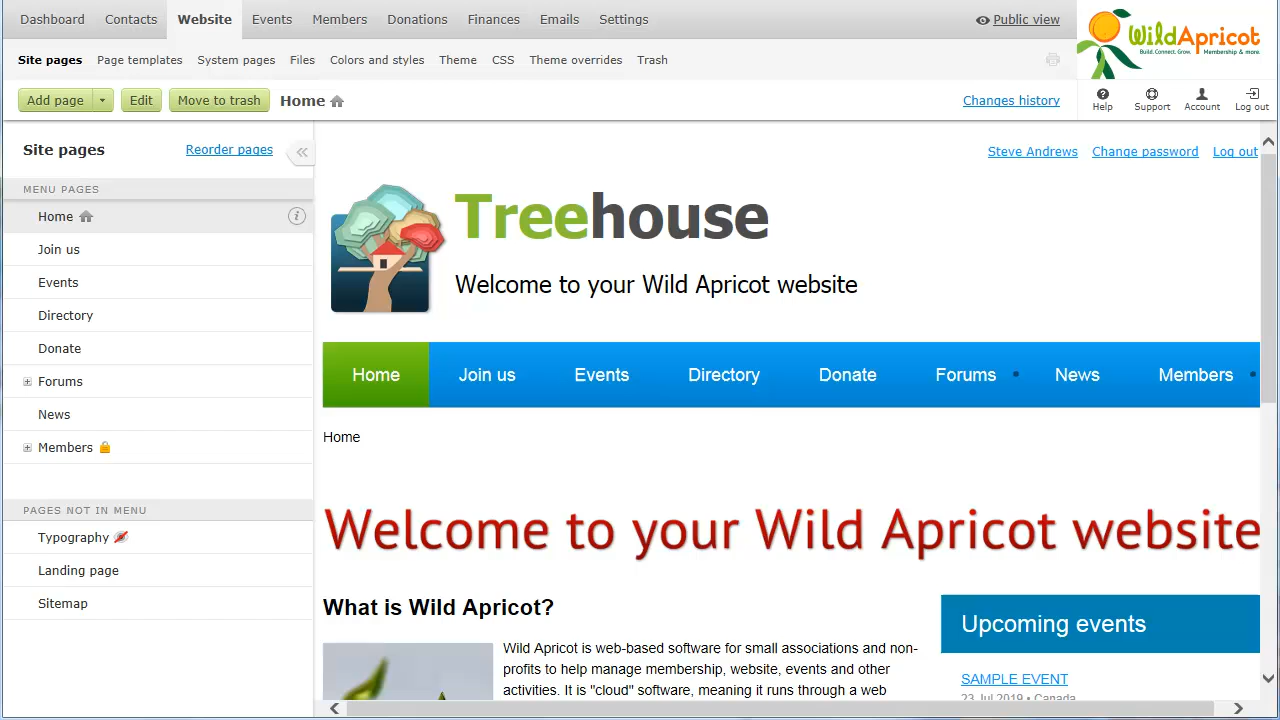 Dashboard Contacts Website Events Members Donations Finances Emails Settings Public view
WildApricot
Build. Connect. Grow. Membership & more.
Site pages Page templates System pages Files Colors and styles Theme CSS Theme overrides Trash
Add page Edit Move to trash Home Changes history
Help Support Account Log out
Site pages Reorder pages
MENU PAGES
Home
Join us
Events
Directory
Donate
Forums
News
Members
PAGES NOT IN MENU
Typography
Landing page
Sitemap
Steve Andrews Change password Log out
Treehouse
Welcome to your Wild Apricot website
Home Join us Events Directory Donate Forums News Members
Home
Welcome to your Wild Apricot website
What is Wild Apricot?
Wild Apricot is web-based software for small associations and non-
profits to help manage membership, website, events and other
activities. It is "cloud" software, meaning it runs through a web
Upcoming events
SAMPLE EVENT
23 Jul 2019 • Canada